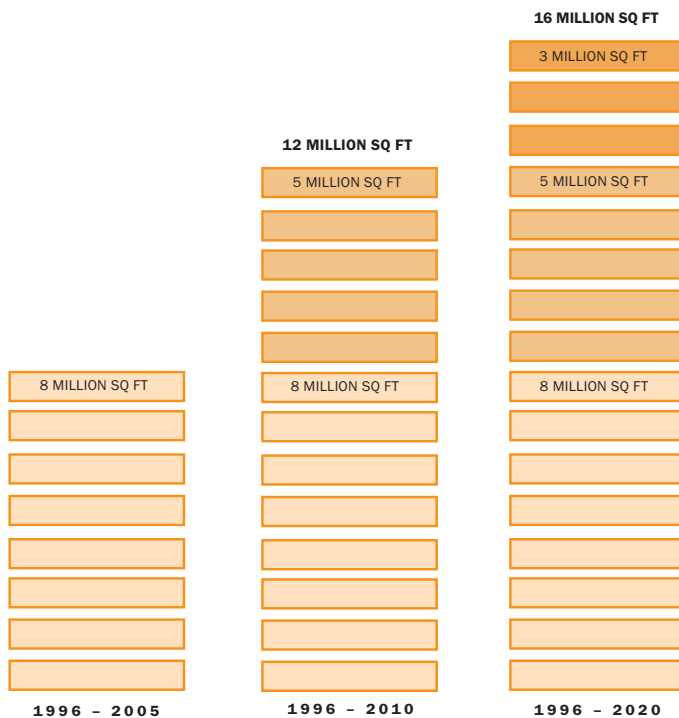 16 MILLION SQ FT
3 MILLION SQ FT
12 MILLION SQ FT
5 MILLION SQ FT
5 MILLION SQ FT
8 MILLION SQ FT
8 MILLION SQ FT
8 MILLION SQ FT
1996 – 2005
1996 – 2010
1996 – 2020